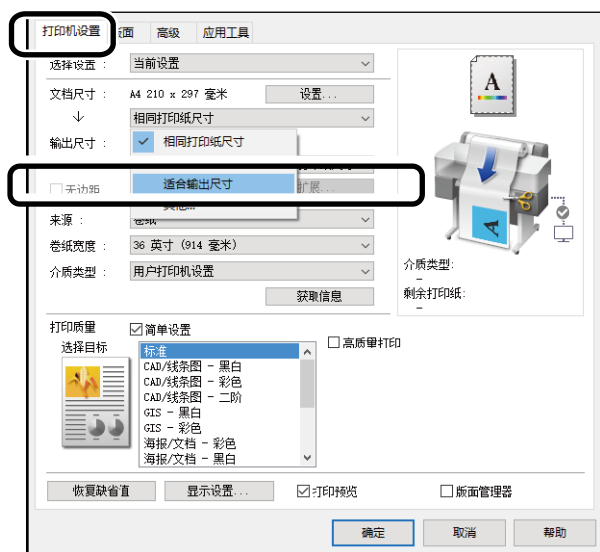 打印机设置 版面 高级 应用工具
选择设置 : 当前设置
文档尺寸 : A4 210 x 297 毫米 设置...
相同打印纸尺寸
输出尺寸 : 相同打印纸尺寸
适合输出尺寸
无边距 扩展...
其他...
来源 : 卷纸
卷纸宽度 : 36 英寸 (914 毫米)
介质类型 : 用户打印机设置
获取信息
A
介质类型:
-
剩余打印纸:
-
打印质量 简单设置
选择目标
标准
CAD/线条图 - 黑白
CAD/线条图 - 彩色
CAD/线条图 - 二阶
GIS - 黑白
GIS - 彩色
海报/文档 - 彩色
海报/文档 - 黑白
高质量打印
恢复缺省值 显示设置... 打印预览 版面管理器
确定 取消 帮助